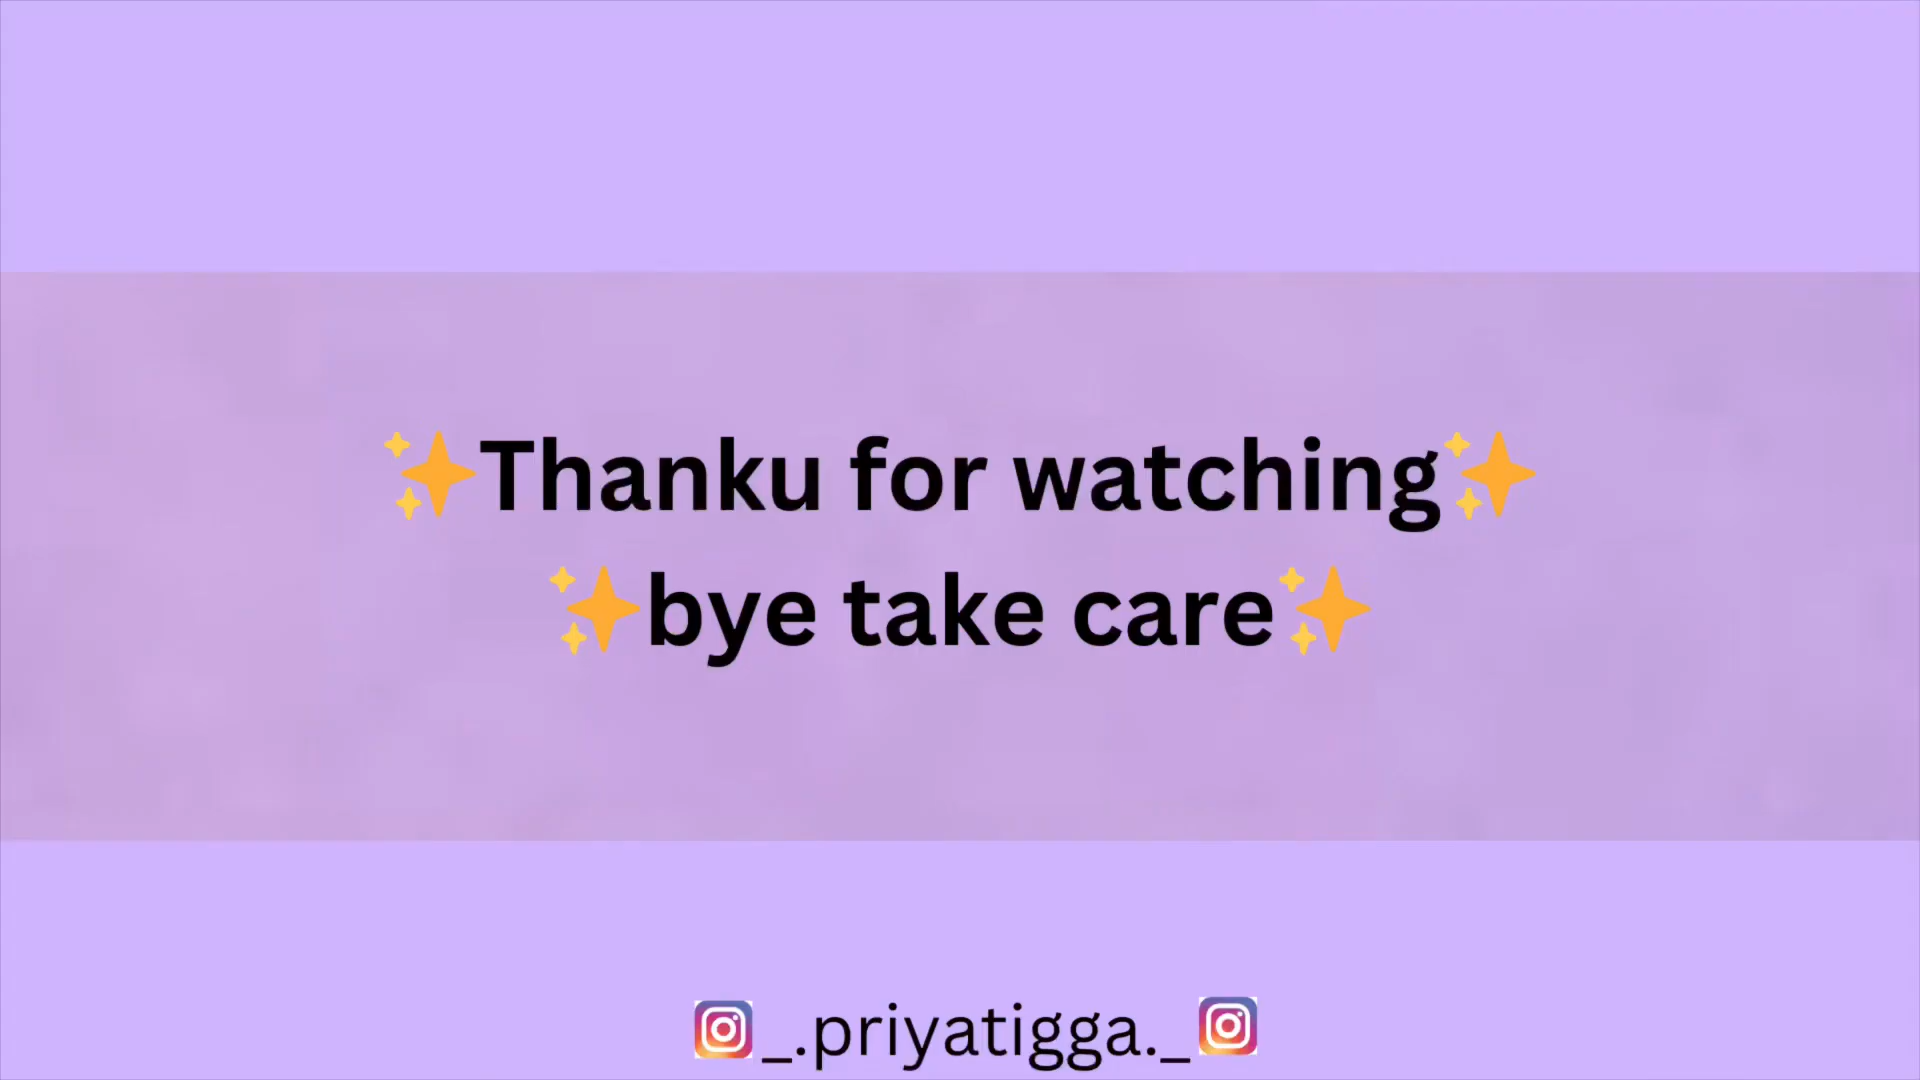 ✨Thanku for watching✨
✨bye take care✨
_.priyatigga._